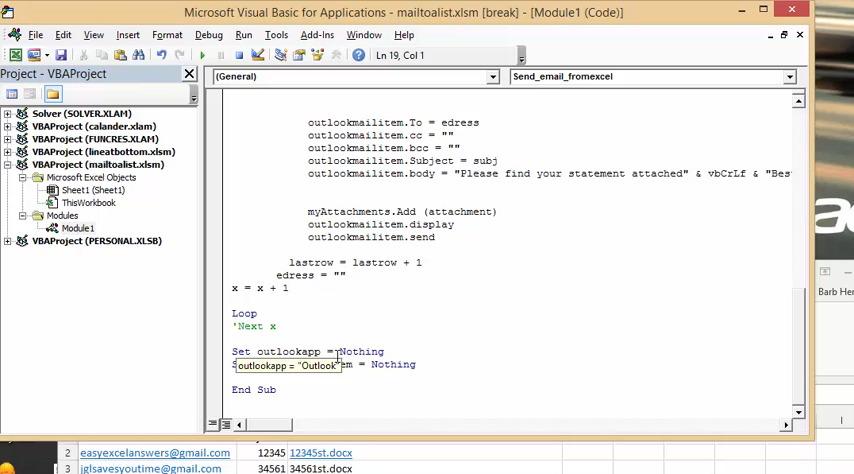 Microsoft Visual Basic for Applications - mailtoalist.xlsm [break] - [Module1 (Code)]
File Edit View Insert Format Debug Run Tools Add-Ins Window Help
Ln 19, Col 1
Project - VBAProject
(General) Send_email_fromexcel
Solver (SOLVER.XLAM)
VBAProject (calander.xlam)
VBAProject (FUNCRES.XLAM)
VBAProject (lineatbottom.xlsm)
VBAProject (mailtoalist.xlsm)
Microsoft Excel Objects
Sheet1 (Sheet1)
ThisWorkbook
Modules
Module1
VBAProject (PERSONAL.XLSB)
outlookmailitem.To = edress
outlookmailitem.cc = ""
outlookmailitem.bcc = ""
outlookmailitem.Subject = subj
outlookmailitem.body = "Please find your statement attached" & vbCrLf & "Bes
myAttachments.Add (attachment)
outlookmailitem.display
outlookmailitem.send
lastrow = lastrow + 1
edress = ""
x = x + 1
Loop
'Next x
Set outlookapp = Nothing
outlookapp = "Outlook"
em = Nothing
End Sub
Barb Her
I
2 easyexcelanswers@gmail.com 12345 12345st.docx
3 jglsavesyoutime@gmail.com 34561 34561st.docx